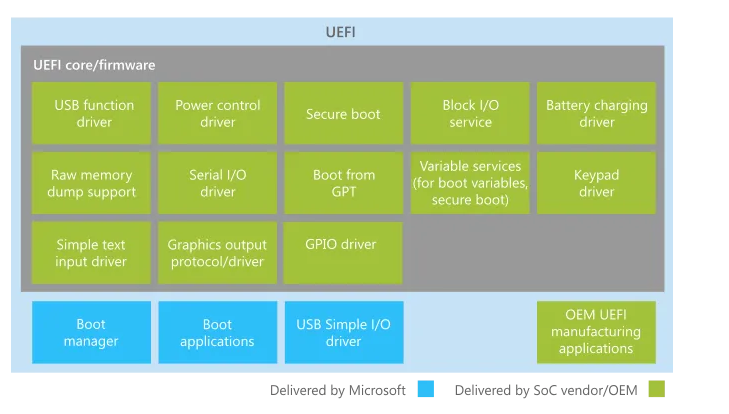 UEFI
UEFI core/firmware
USB function
driver
Power control
driver
Secure boot
Block I/O
service
Battery charging
driver
Raw memory
dump support
Serial I/O
driver
Boot from
GPT
Variable services
(for boot variables,
secure boot)
Keypad
driver
Simple text
input driver
Graphics output
protocol/driver
GPIO driver
Boot
manager
Boot
applications
USB Simple I/O
driver
OEM UEFI
manufacturing
applications
Delivered by Microsoft
Delivered by SoC vendor/OEM